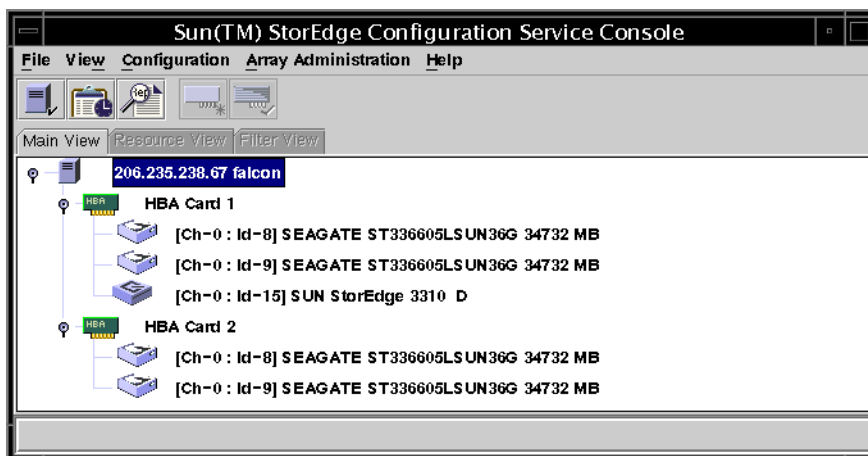 Sun(TM) StorEdge Configuration Service Console
File View Configuration Array Administration Help
Main View Resource View Filter View
206.235.238.67 falcon
HBA HBA Card 1
[Ch-0 : Id-8] SEAGATE ST336605LSUN36G 34732 MB
[Ch-0 : Id-9] SEAGATE ST336605LSUN36G 34732 MB
[Ch-0 : Id-15] SUN StorEdge 3310 D
HBA HBA Card 2
[Ch-0 : Id-8] SEAGATE ST336605LSUN36G 34732 MB
[Ch-0 : Id-9] SEAGATE ST336605LSUN36G 34732 MB